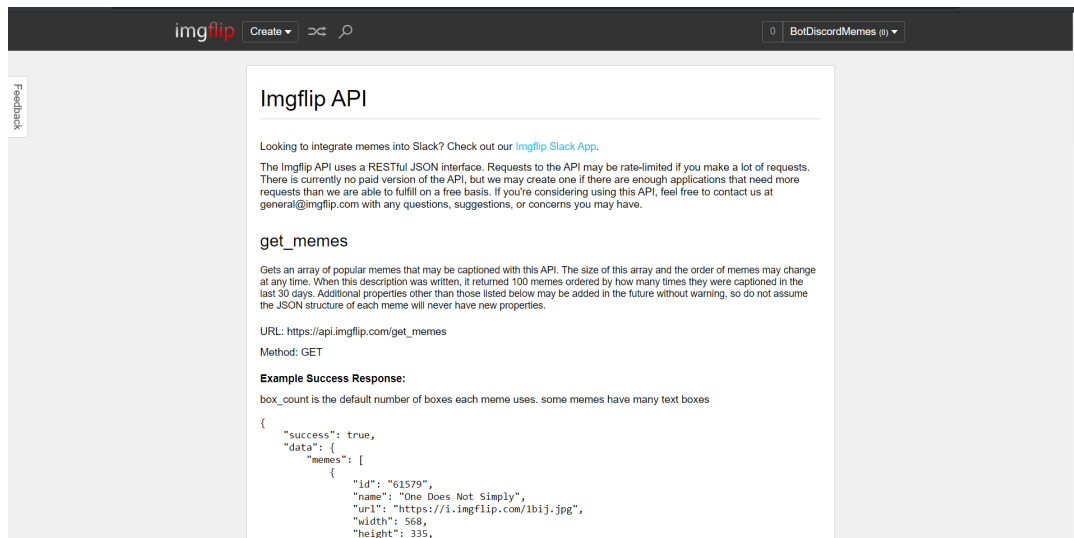 imgflip Create 0 BotDiscordMemes (0)
Feedback
Imgflip API
Looking to integrate memes into Slack? Check out our Imgflip Slack App.
The Imgflip API uses a RESTful JSON interface. Requests to the API may be rate-limited if you make a lot of requests.
There is currently no paid version of the API, but we may create one if there are enough applications that need more
requests than we are able to fulfill on a free basis. If you're considering using this API, feel free to contact us at
general@imgflip.com with any questions, suggestions, or concerns you may have.
get_memes
Gets an array of popular memes that may be captioned with this API. The size of this array and the order of memes may change
at any time. When this description was written, it returned 100 memes ordered by how many times they were captioned in the
last 30 days. Additional properties other than those listed below may be added in the future without warning, so do not assume
the JSON structure of each meme will never have new properties.
URL: https://api.imgflip.com/get_memes
Method: GET
Example Success Response:
box_count is the default number of boxes each meme uses. some memes have many text boxes
{
"success": true,
"data": {
"memes": [
{
"id": "61579",
"name": "One Does Not Simply",
"url": "https://i.imgflip.com/1bij.jpg",
"width": 568,
"height": 335,